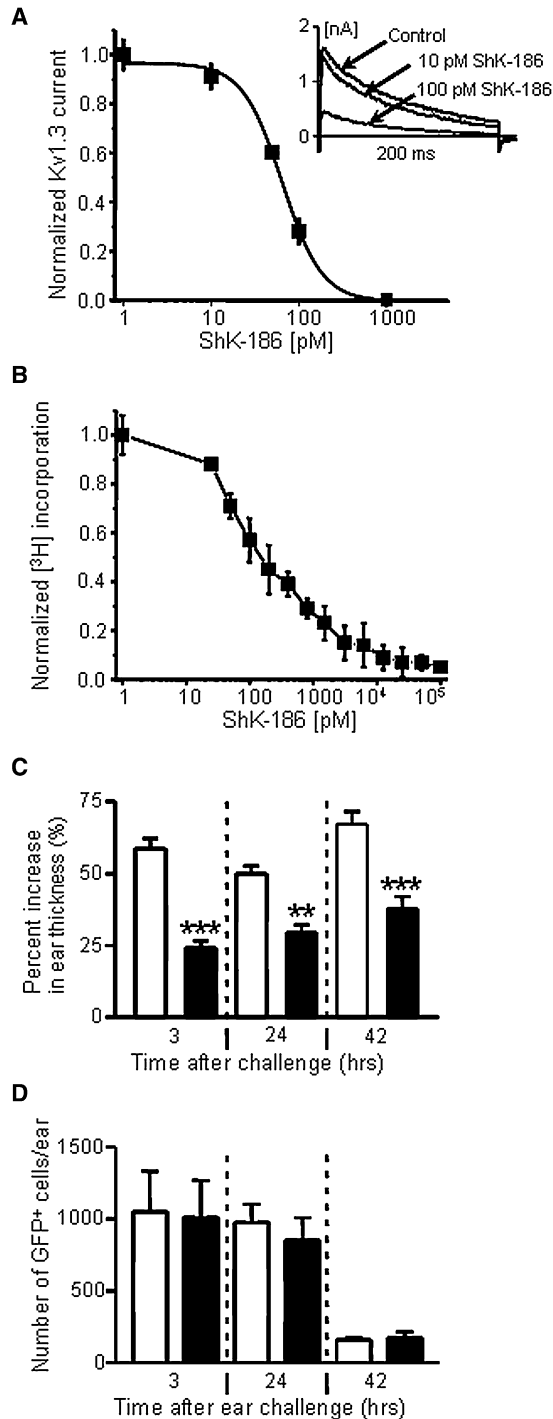 A
Normalized Kv1.3 current
1.0
0.8
0.6
0.4
0.2
0.0
1
10
100
1000
ShK-186 [pM]
2
1
0
[nA]
Control
10 pM ShK-186
100 pM ShK-186
200 ms
B
Normalized [³H] incorporation
1.0
0.8
0.6
0.4
0.2
0.0
1
10
100
1000
10⁴
10⁵
ShK-186 [pM]
C
Percent increase
in ear thickness (%)
75
50
25
0
***
**
***
3
24
42
Time after challenge (hrs)
D
Number of GFP⁺ cells/ear
1500
1000
500
0
3
24
42
Time after ear challenge (hrs)